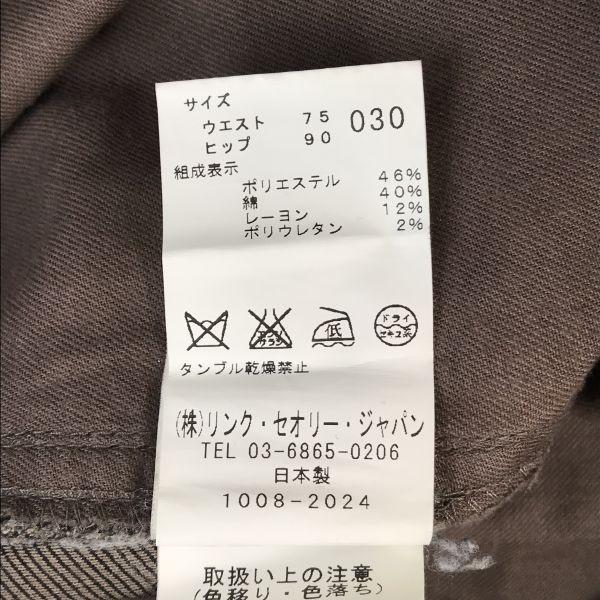 サイズ
ウエスト 75 030
ヒップ 90
組成表示
ポリエステル 46%
綿 40%
レーヨン 12%
ポリウレタン 2%
低 ドライ
タンブル乾燥禁止
(株)リンク・セオリー・ジャパン
TEL 03-6865-0206
日本製
1008-2024
取扱い上の注意
(色移り・色落ち)